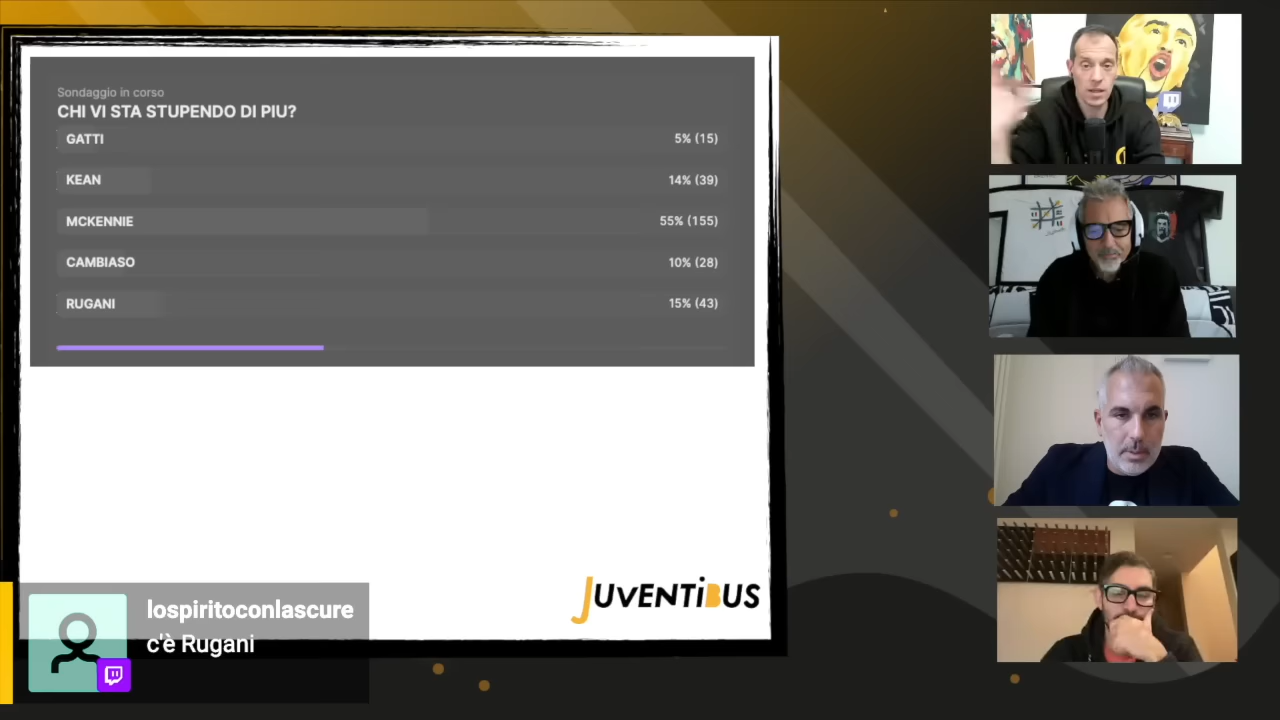 Sondaggio in corso
CHI VI STA STUPENDO DI PIU?
GATTI 5% (15)
KEAN 14% (39)
MCKENNIE 55% (155)
CAMBIASO 10% (28)
RUGANI 15% (43)
JUVENTIBUS
lospiritoconlascure
c'è Rugani